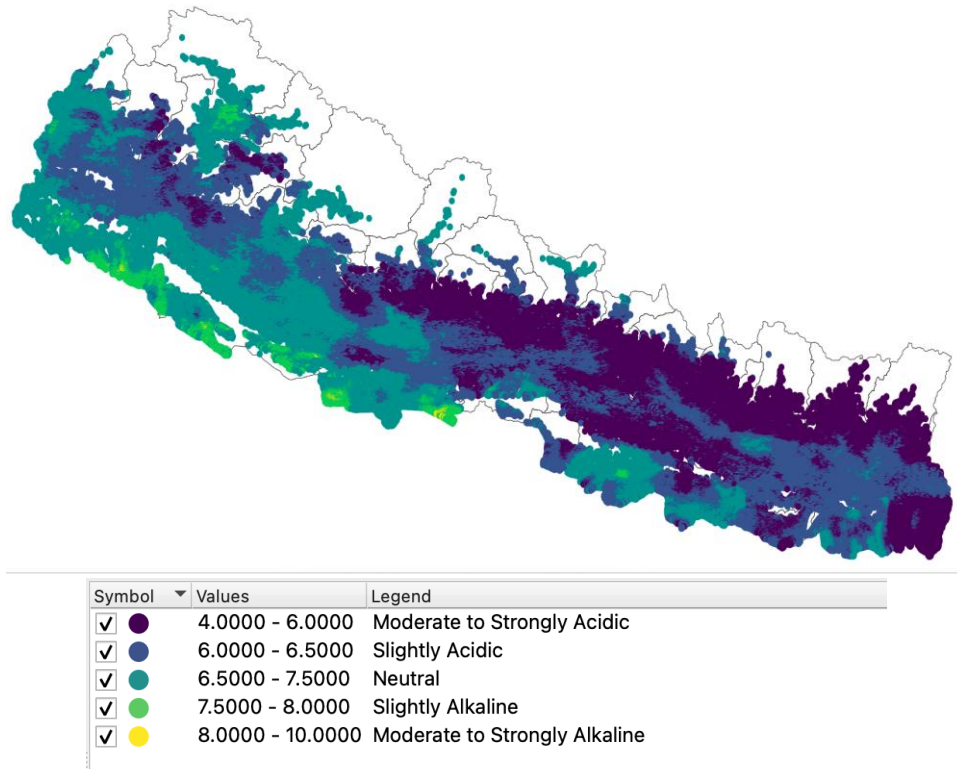 Symbol Values Legend
4.0000 - 6.0000 Moderate to Strongly Acidic
6.0000 - 6.5000 Slightly Acidic
6.5000 - 7.5000 Neutral
7.5000 - 8.0000 Slightly Alkaline
8.0000 - 10.0000 Moderate to Strongly Alkaline